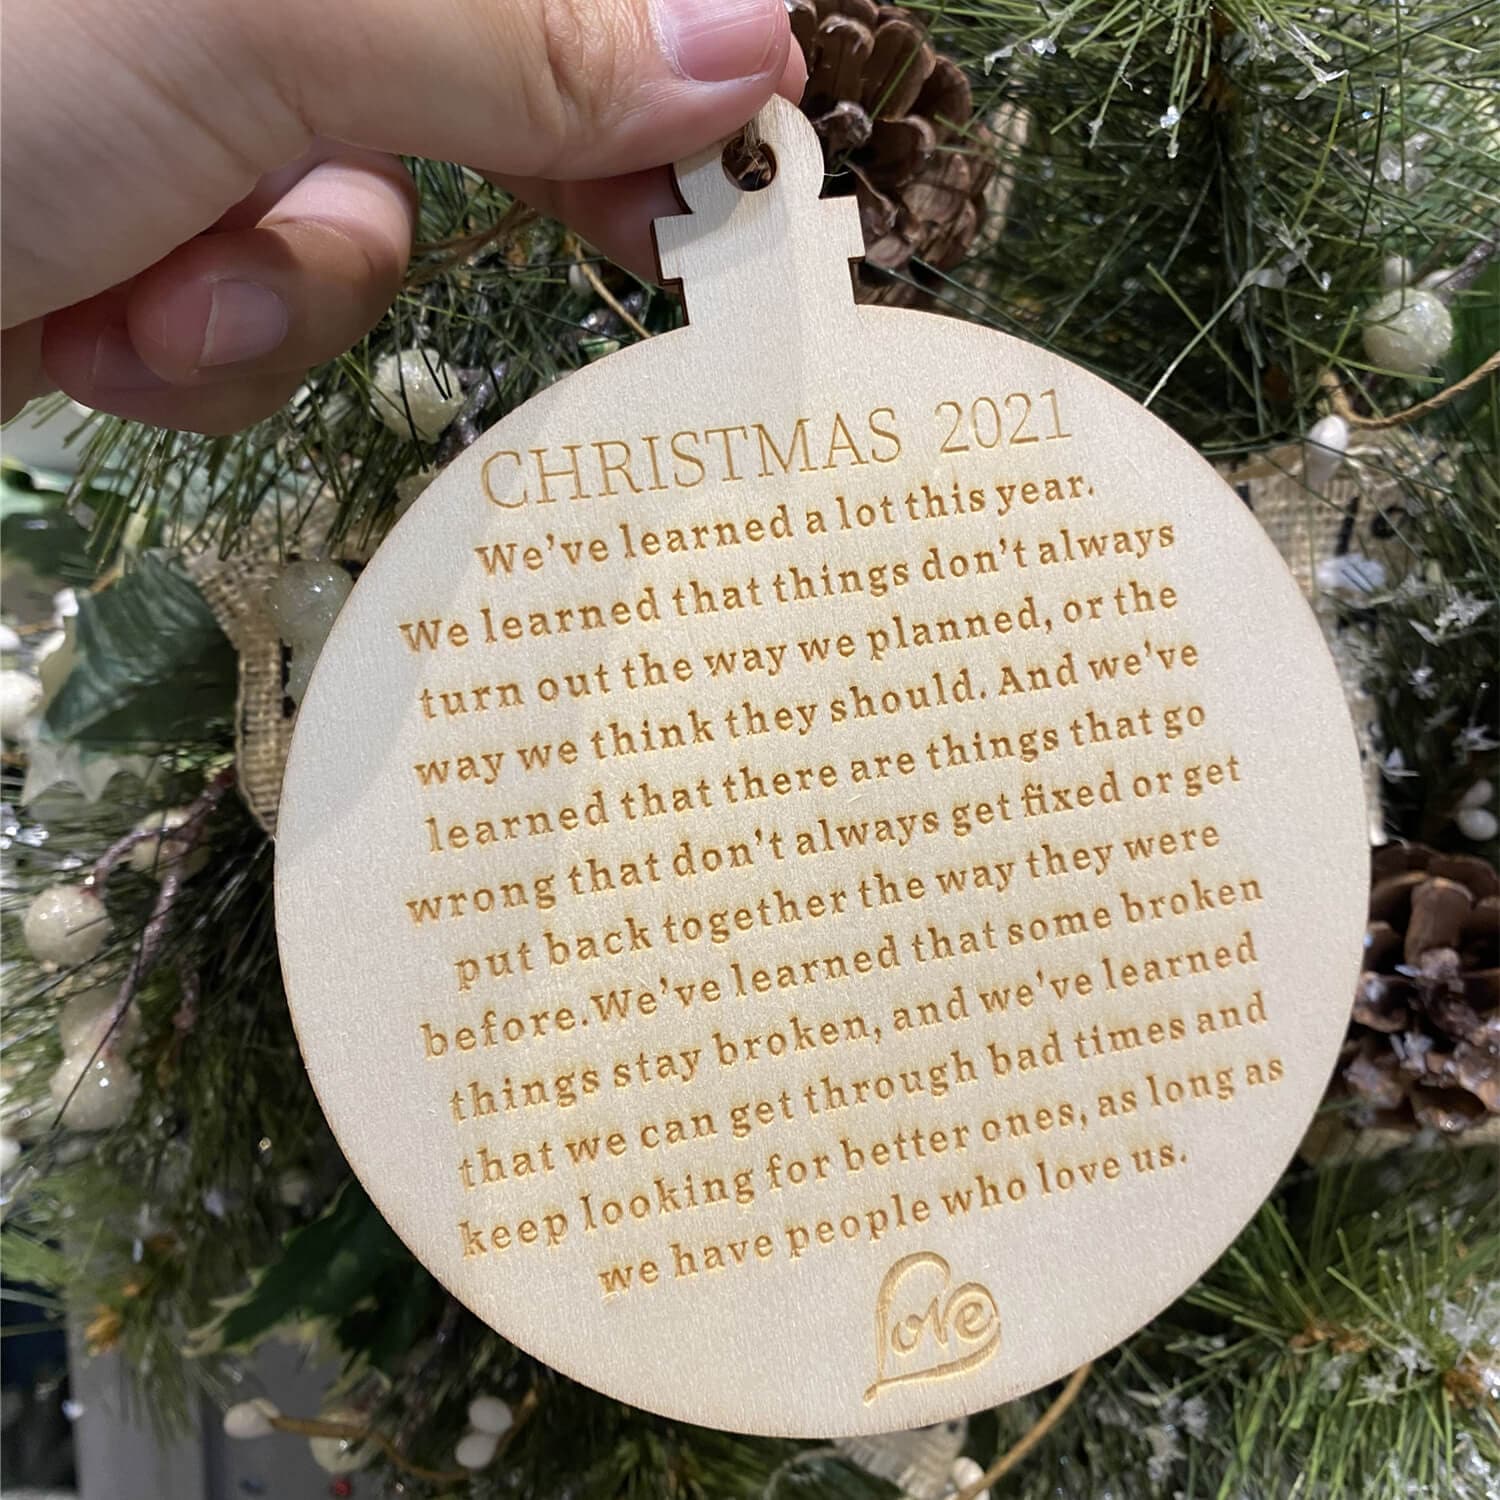 CHRISTMAS 2021
We've learned a lot this year.
We learned that things don't always
turn out the way we planned, or the
way we think they should. And we've
learned that there are things that go
wrong that don't always get fixed or get
put back together the way they were
before.We've learned that some broken
things stay broken, and we've learned
that we can get through bad times and
keep looking for better ones, as long as
we have people who love us.
Love